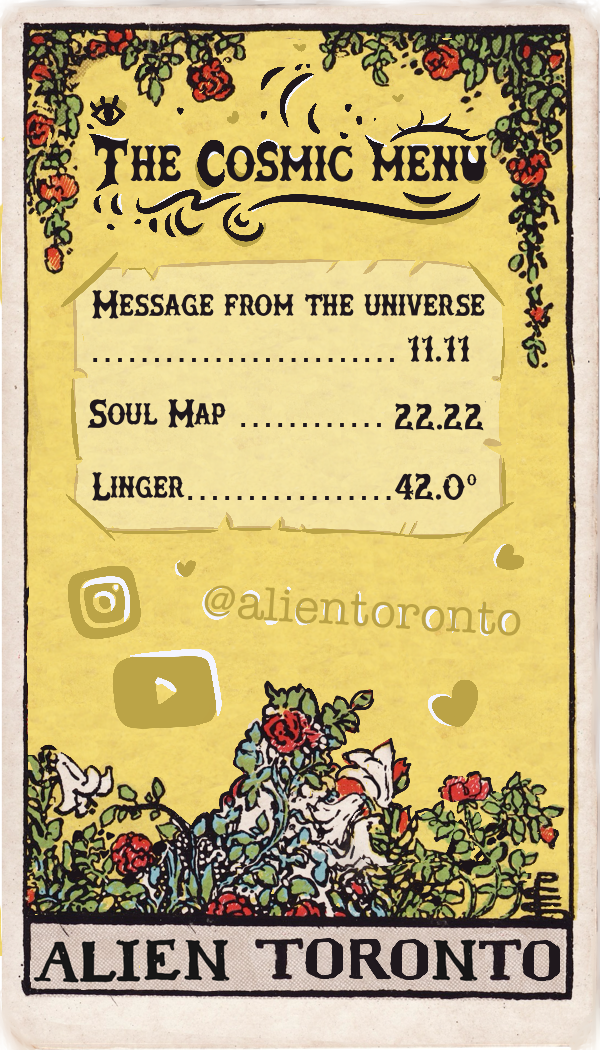 THE COSMIC MENU
MESSAGE FROM THE UNIVERSE
.......................... 11.11
SOUL MAP ............. 22.22
LINGER.................. 42.0°
@alientoronto
ALIEN TORONTO